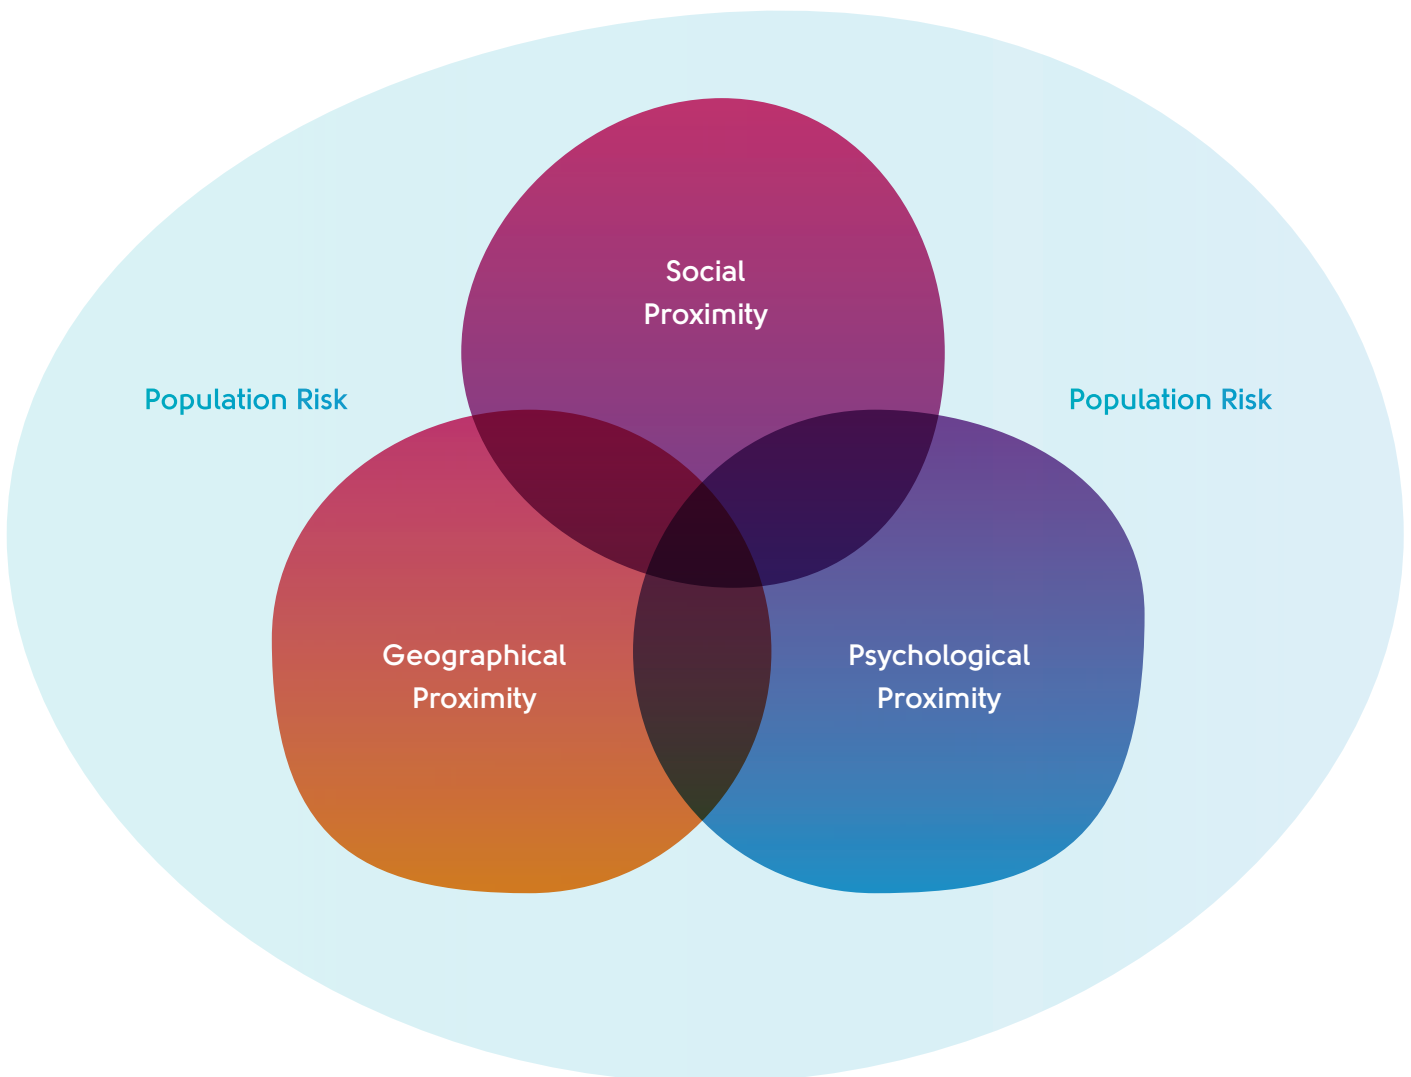 Social
Proximity
Population Risk
Population Risk
Geographical
Proximity
Psychological
Proximity